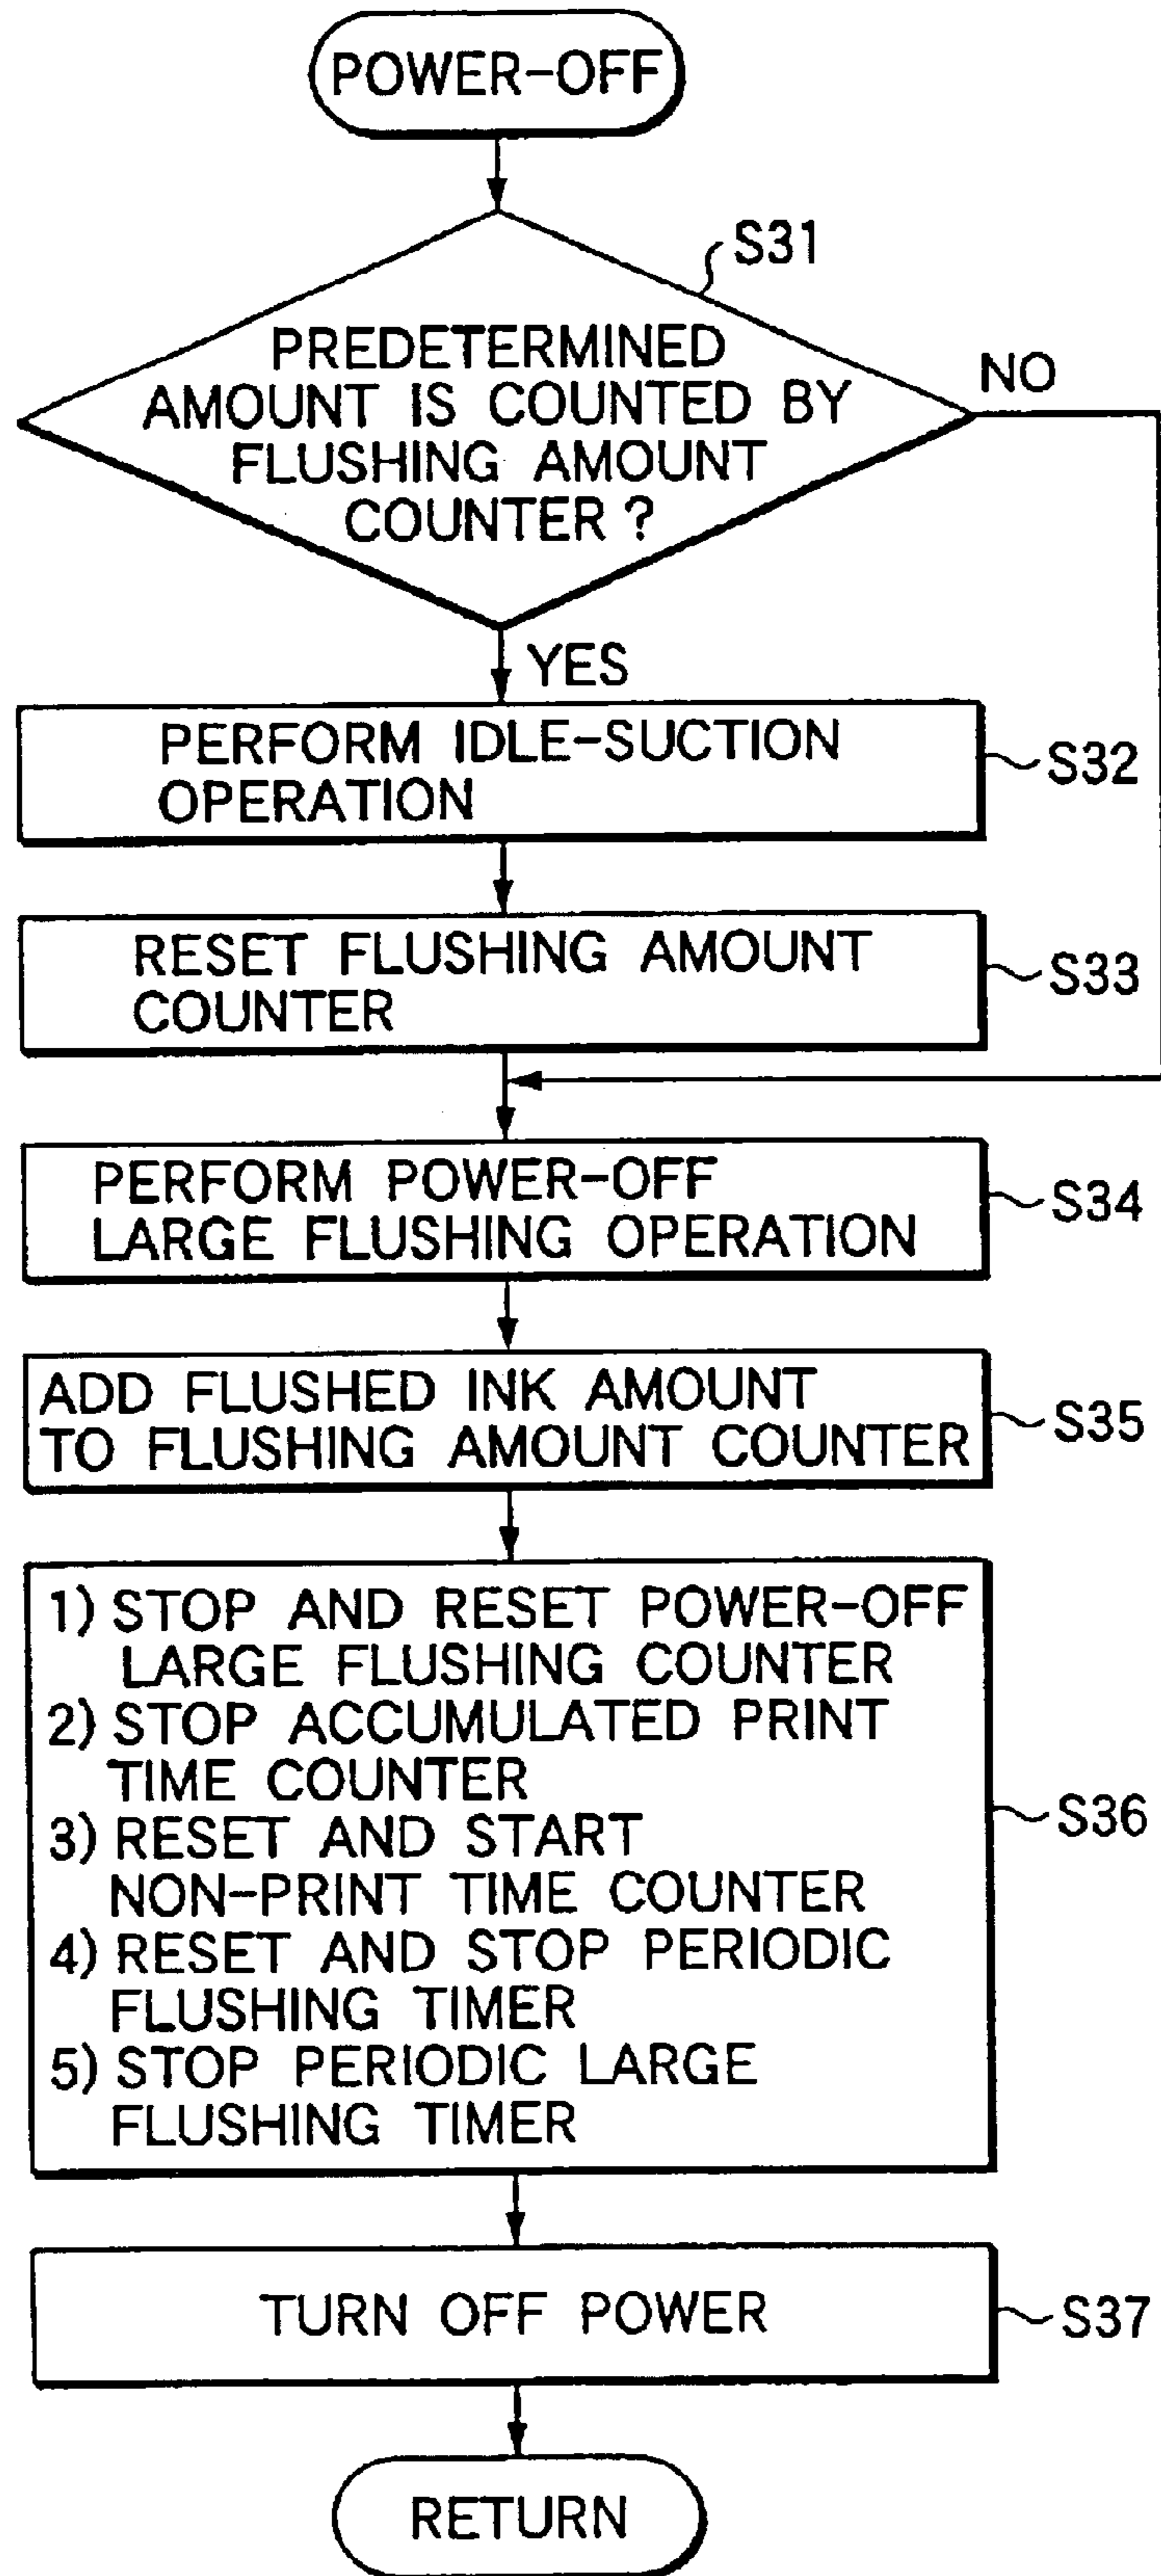 POWER-OFF
S31
PREDETERMINED
AMOUNT IS COUNTED BY
FLUSHING AMOUNT
COUNTER ?
NO
YES
PERFORM IDLE-SUCTION
OPERATION
S32
RESET FLUSHING AMOUNT
COUNTER
S33
PERFORM POWER-OFF
LARGE FLUSHING OPERATION
S34
ADD FLUSHED INK AMOUNT
TO FLUSHING AMOUNT COUNTER
S35
1) STOP AND RESET POWER-OFF
LARGE FLUSHING COUNTER
2) STOP ACCUMULATED PRINT
TIME COUNTER
3) RESET AND START
NON-PRINT TIME COUNTER
4) RESET AND STOP PERIODIC
FLUSHING TIMER
5) STOP PERIODIC LARGE
FLUSHING TIMER
S36
TURN OFF POWER
S37
RETURN